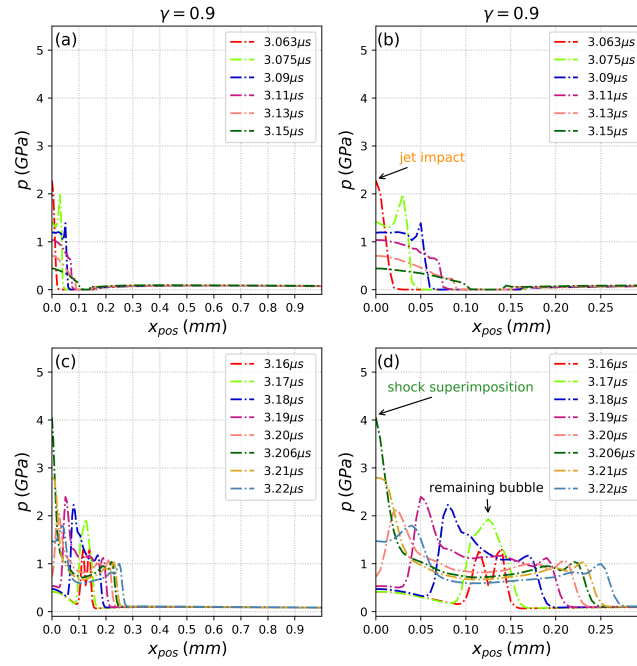 γ = 0.9
γ = 0.9
(a)
3.063μs
3.075μs
3.09μs
3.11μs
3.13μs
3.15μs
p (GPa)
5
4
3
2
1
0
0.0 0.1 0.2 0.3 0.4 0.5 0.6 0.7 0.8 0.9
x_pos (mm)
(b)
3.063μs
3.075μs
3.09μs
3.11μs
3.13μs
3.15μs
jet impact
p (GPa)
5
4
3
2
1
0
0.00 0.05 0.10 0.15 0.20 0.25
x_pos (mm)
(c)
3.16μs
3.17μs
3.18μs
3.19μs
3.20μs
3.206μs
3.21μs
3.22μs
p (GPa)
5
4
3
2
1
0
0.0 0.1 0.2 0.3 0.4 0.5 0.6 0.7 0.8 0.9
x_pos (mm)
(d)
3.16μs
3.17μs
3.18μs
3.19μs
3.20μs
3.206μs
3.21μs
3.22μs
shock superimposition
remaining bubble
p (GPa)
5
4
3
2
1
0
0.00 0.05 0.10 0.15 0.20 0.25
x_pos (mm)